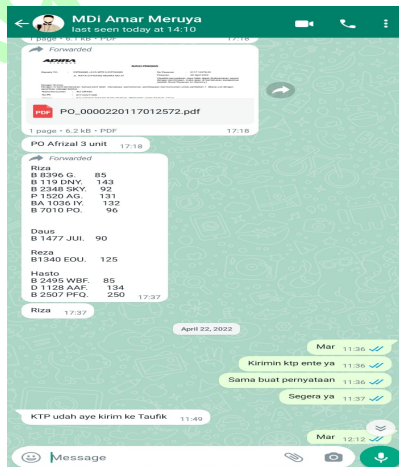 MDi Amar Meruya
last seen today at 14:10
1 page • 6.1 kB • PDF 17:18
Forwarded
ADIRA
PDF PO_0000220117012572.pdf
1 page • 6.2 kB • PDF 17:18
PO Afrizal 3 unit 17:18
Forwarded
Riza
B 8396 G. 85
B 119 DNY. 143
B 2348 SKY. 92
P 1520 AG. 131
BA 1036 IY. 132
B 7010 PO. 96
Daus
B 1477 JUI. 90
Reza
B1340 EOU. 125
Hasto
B 2495 WBF. 85
D 1128 AAF. 134
B 2507 PFQ. 250 17:37
Riza 17:37
April 22, 2022
Mar 11:36
Kirimin ktp ente ya 11:36
Sama buat pernyataan 11:36
Segera ya 11:37
KTP udah aye kirim ke Taufik 11:49
Mar 12:12
Message